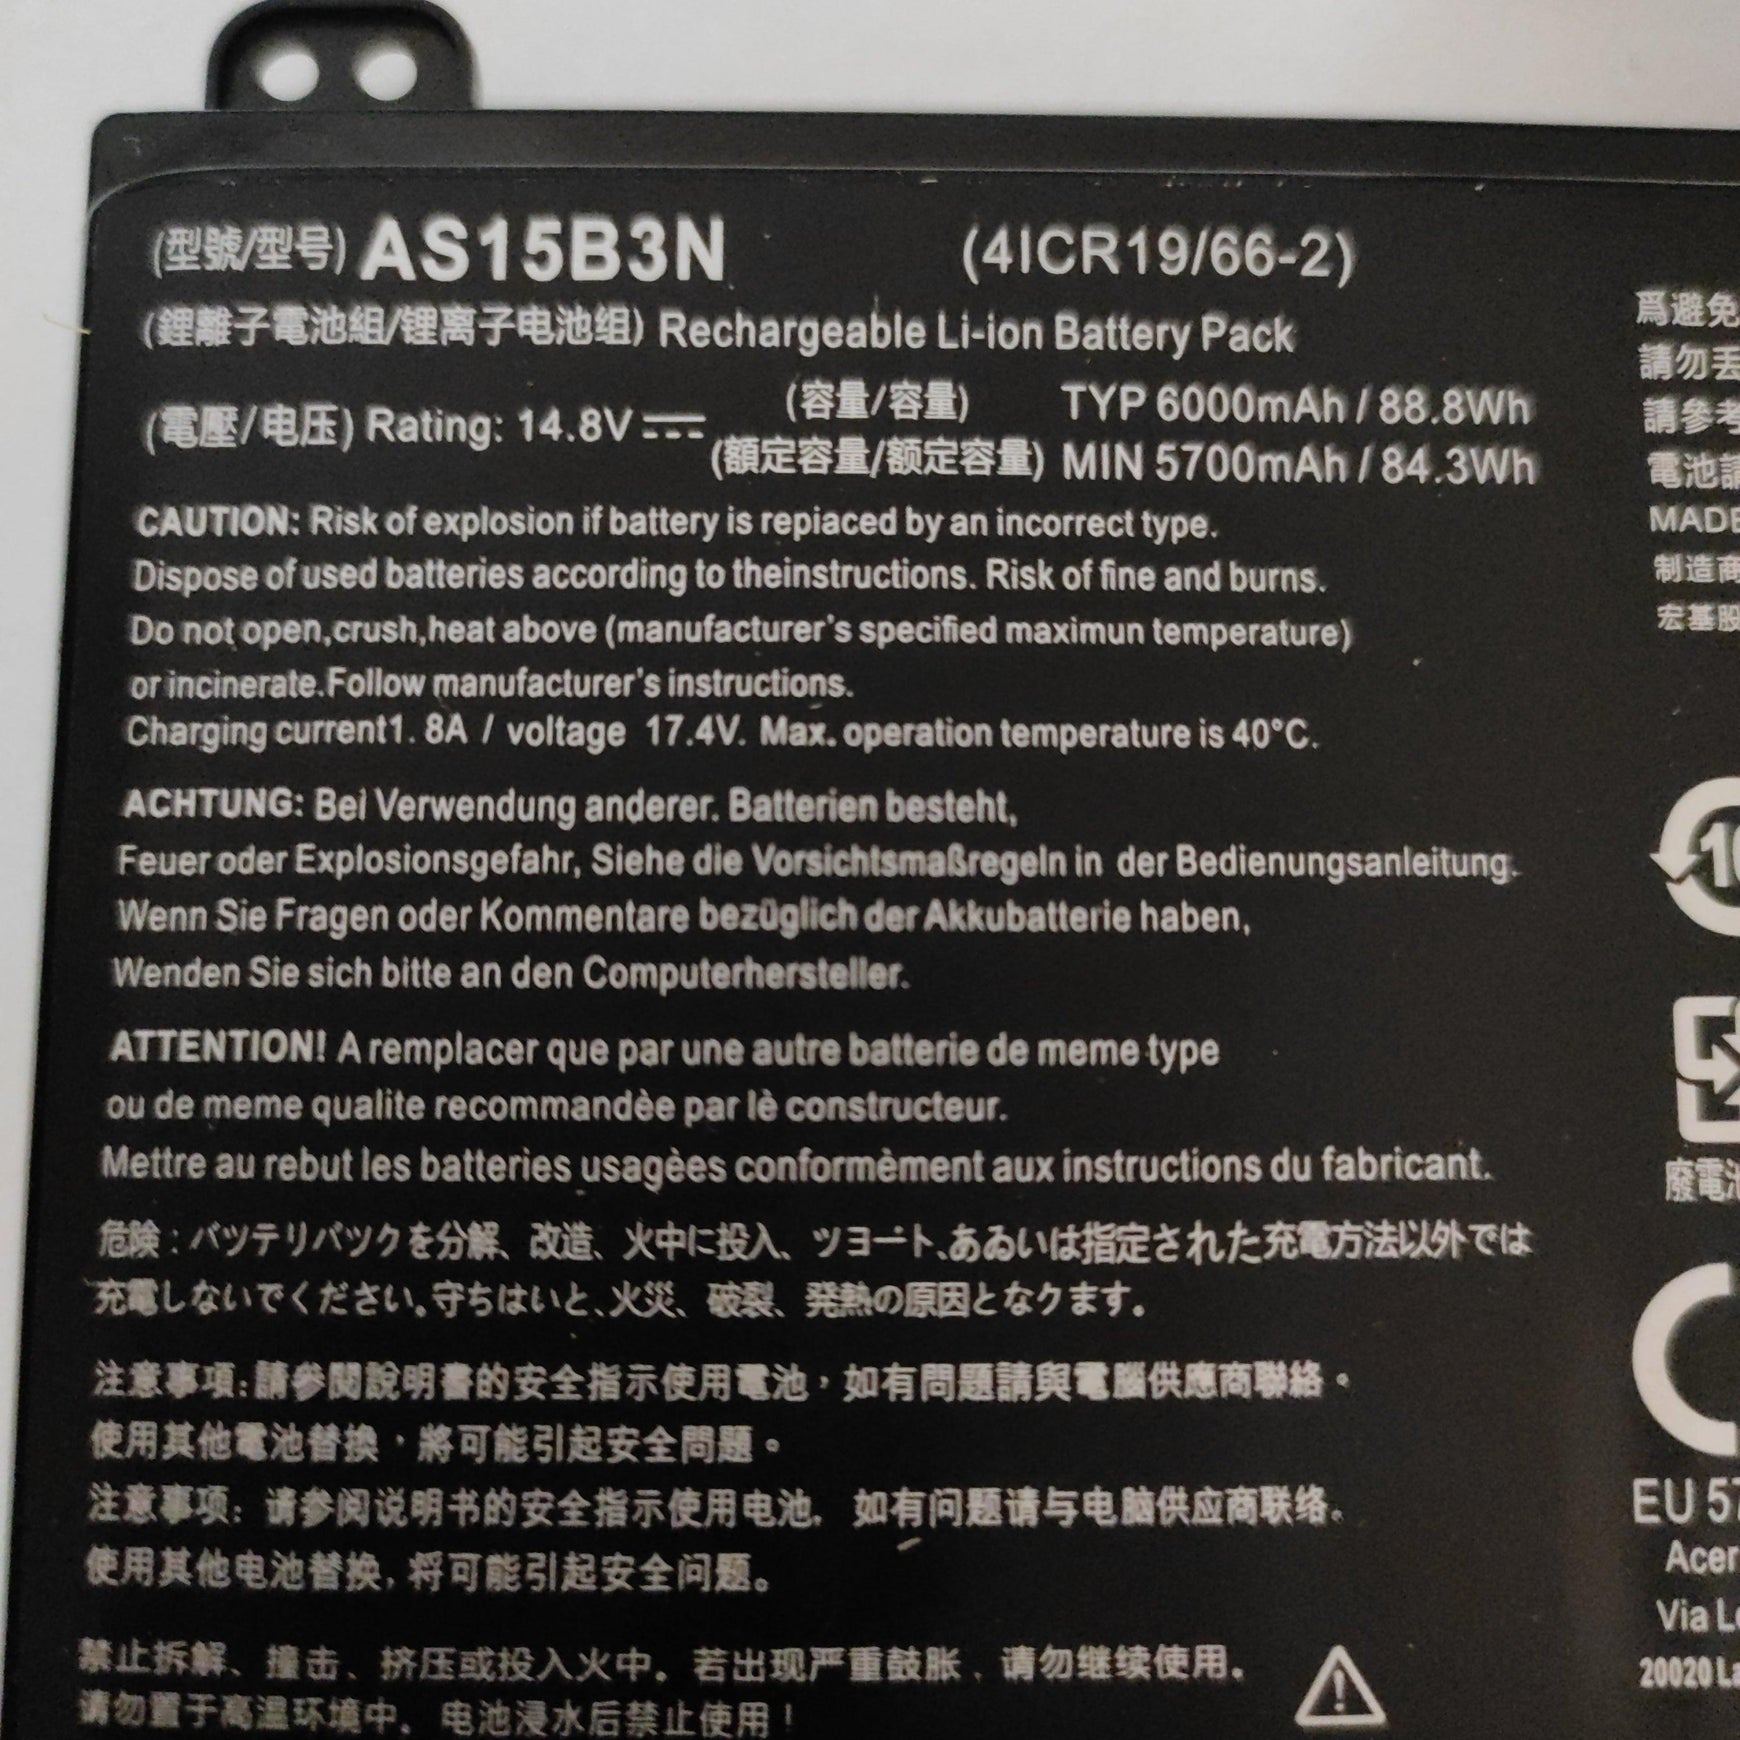 (型號/型号) AS15B3N (4ICR19/66-2)
(鋰離子電池組/锂离子电池组) Rechargeable Li-ion Battery Pack
(電壓/电压) Rating: 14.8V
(容量/容量) TYP 6000mAh / 88.8Wh
(額定容量/额定容量) MIN 5700mAh / 84.3Wh
CAUTION: Risk of explosion if battery is repiaced by an incorrect type.
Dispose of used batteries according to theinstructions. Risk of fine and burns.
Do not open,crush,heat above (manufacturer's specified maximun temperature)
or incinerate.Follow manufacturer's instructions.
Charging current1. 8A / voltage 17.4V. Max. operation temperature is 40°C.
ACHTUNG: Bei Verwendung anderer. Batterien besteht,
Feuer oder Explosionsgefahr, Siehe die Vorsichtsmaßregeln in der Bedienungsanleitung.
Wenn Sie Fragen oder Kommentare bezüglich der Akkubatterie haben,
Wenden Sie sich bitte an den Computerhersteller.
ATTENTION! A remplacer que par une autre batterie de meme type
ou de meme qualite recommandèe par lè constructeur.
Mettre au rebut les batteries usagèes conformèment aux instructions du fabricant.
危険：バツテリパツクを分解、改造、火中に投入、ツヨート、あゐいは指定された充電方法以外では
充電しないでください。守ちはいと、火災、破裂、発熱の原因となクます。
注意事項:請參閱說明書的安全指示使用電池，如有問題請與電腦供應商聯絡。
使用其他電池替換，將可能引起安全問題。
注意事项：请参阅说明书的安全指示使用电池，如有问题请与电脑供应商联络。
使用其他电池替换，将可能引起安全问题。
禁止拆解、撞击、挤压或投入火中。若出现严重鼓胀，请勿继续使用。
请勿置于高温环境中。电池浸水后禁止使用！
爲避免
請勿丟
請參考
電池請
MADE
制造商
宏基股
10
廢電池
EU 57
Acer
Via L
20020 La